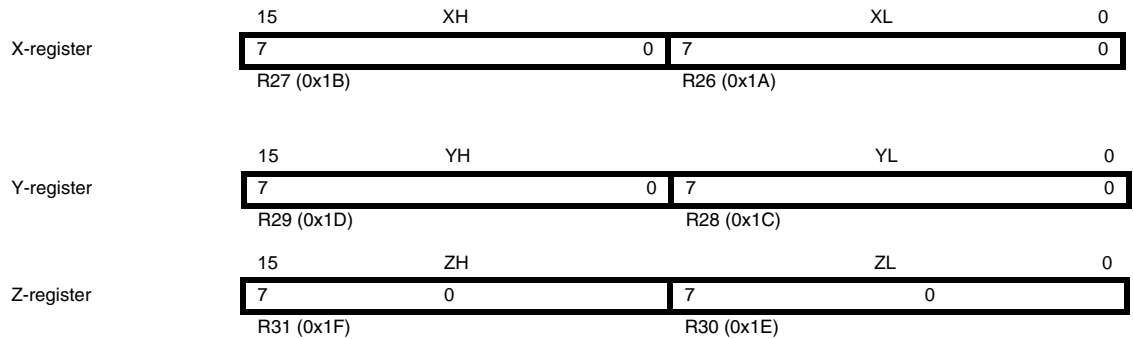 15 XH XL 0
X-register 7 0 7 0
R27 (0x1B) R26 (0x1A)
15 YH YL 0
Y-register 7 0 7 0
R29 (0x1D) R28 (0x1C)
15 ZH ZL 0
Z-register 7 0 7 0
R31 (0x1F) R30 (0x1E)